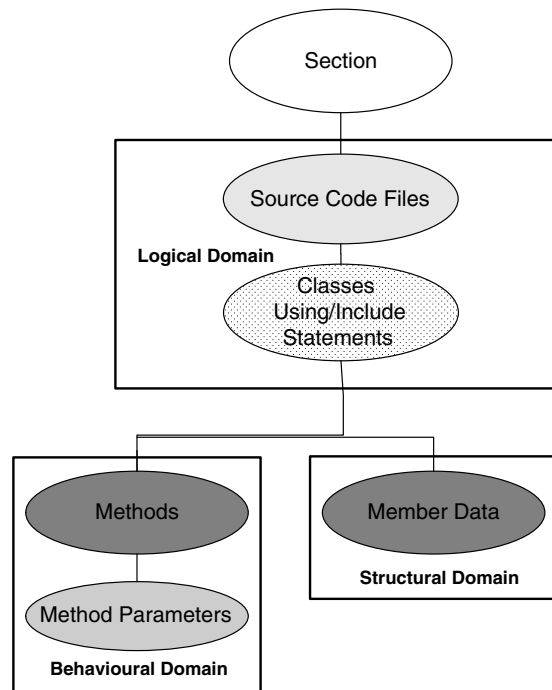 Section
Source Code Files
Logical Domain
Classes
Using/Include
Statements
Methods
Member Data
Structural Domain
Method Parameters
Behavioural Domain